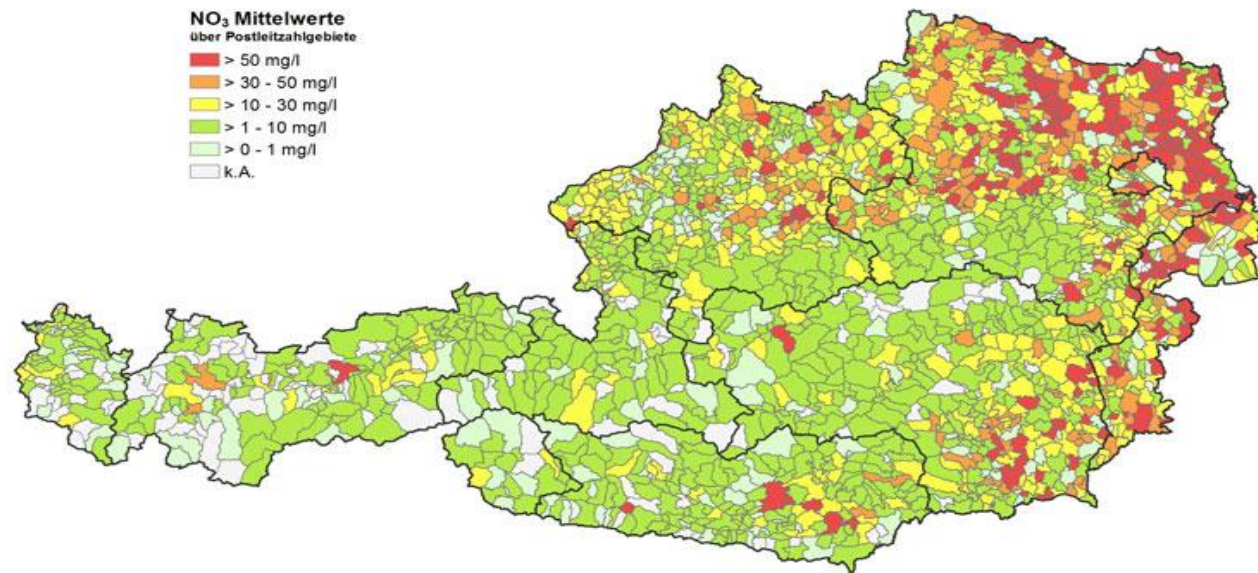 NO₃ Mittelwerte
über Postleitzahlgebiete
> 50 mg/l
> 30 - 50 mg/l
> 10 - 30 mg/l
> 1 - 10 mg/l
> 0 - 1 mg/l
k.A.